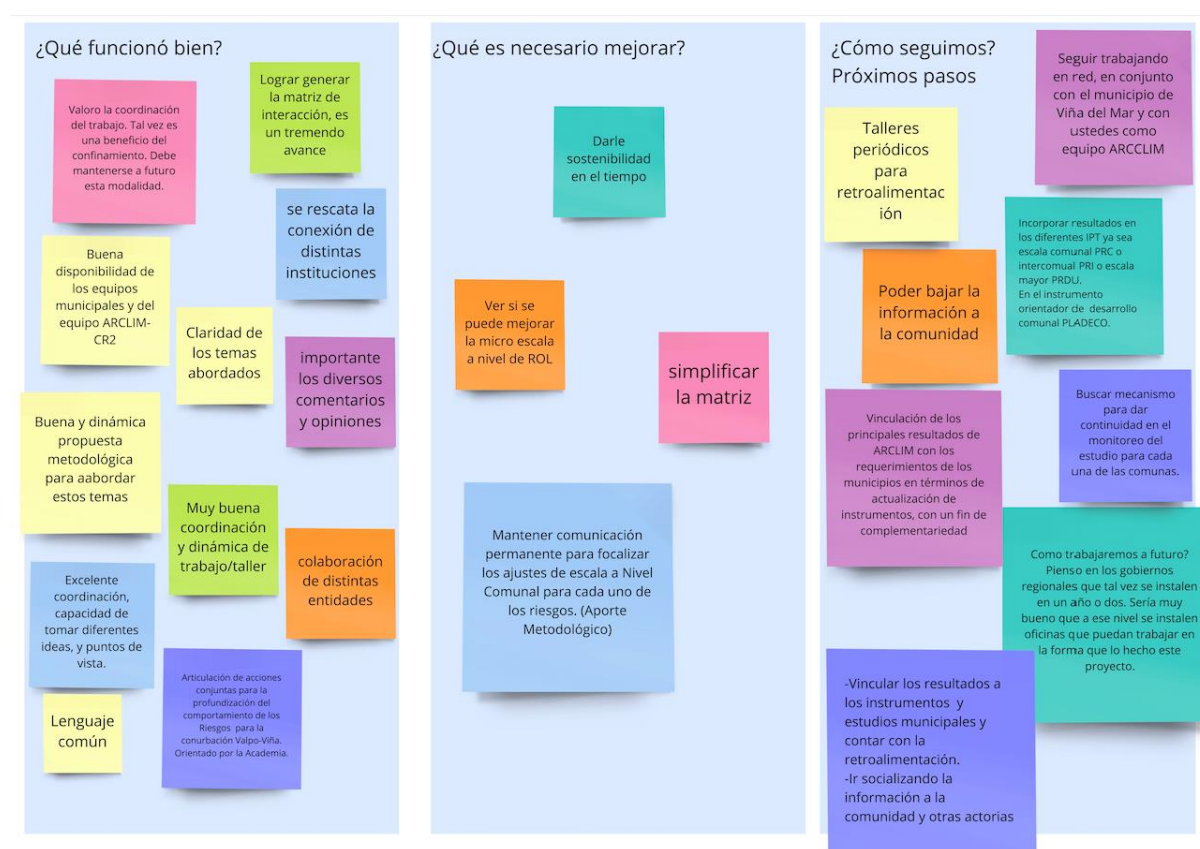 ¿Qué funcionó bien?
Valoro la coordinación
del trabajo. Tal vez es
una beneficio del
confinamiento. Debe
mantenerse a futuro
esta modalidad.
Lograr generar
la matriz de
interacción, es
un tremendo
avance
se rescata la
conexión de
distintas
instituciones
Buena
disponibilidad de
los equipos
municipales y del
equipo ARCLIM-
CR2
Claridad de
los temas
abordados
importante
los diversos
comentarios
y opiniones
Buena y dinámica
propuesta
metodológica
para aabordar
estos temas
Muy buena
coordinación
y dinámica de
trabajo/taller
colaboración
de distintas
entidades
Excelente
coordinación,
capacidad de
tomar diferentes
ideas, y puntos de
vista.
Articulación de acciones
conjuntas para la
profundización del
comportamiento de los
Riesgos para la
conurbación Valpo-Viña.
Orientado por la Academia.
Lenguaje
común
¿Qué es necesario mejorar?
Darle
sostenibilidad
en el tiempo
Ver si se
puede mejorar
la micro escala
a nivel de ROL
simplificar
la matriz
Mantener comunicación
permanente para focalizar
los ajustes de escala a Nivel
Comunal para cada uno de
los riesgos. (Aporte
Metodológico)
¿Cómo seguimos?
Próximos pasos
Seguir trabajando
en red, en conjunto
con el municipio de
Viña del Mar y con
ustedes como
equipo ARCCLIM
Talleres
periódicos
para
retroalimentac
ión
Incorporar resultados en
los diferentes IPT ya sea
escala comunal PRC o
intercomual PRI o escala
mayor PRDU.
En el instrumento
orientador de desarrollo
comunal PLADECO.
Poder bajar la
información a
la comunidad
Buscar mecanismo
para dar
continuidad en el
monitoreo del
estudio para cada
una de las comunas.
Vinculación de los
principales resultados de
ARCLIM con los
requerimientos de los
municipios en términos de
actualización de
instrumentos, con un fin de
complementariedad
Como trabajaremos a futuro?
Pienso en los gobiernos
regionales que tal vez se instalen
en un año o dos. Sería muy
bueno que a ese nivel se instalen
oficinas que puedan trabajar en
la forma que lo hecho este
proyecto.
-Vincular los resultados a
los instrumentos y
estudios municipales y
contar con la
retroalimentación.
-Ir socializando la
información a la
comunidad y otras actorias